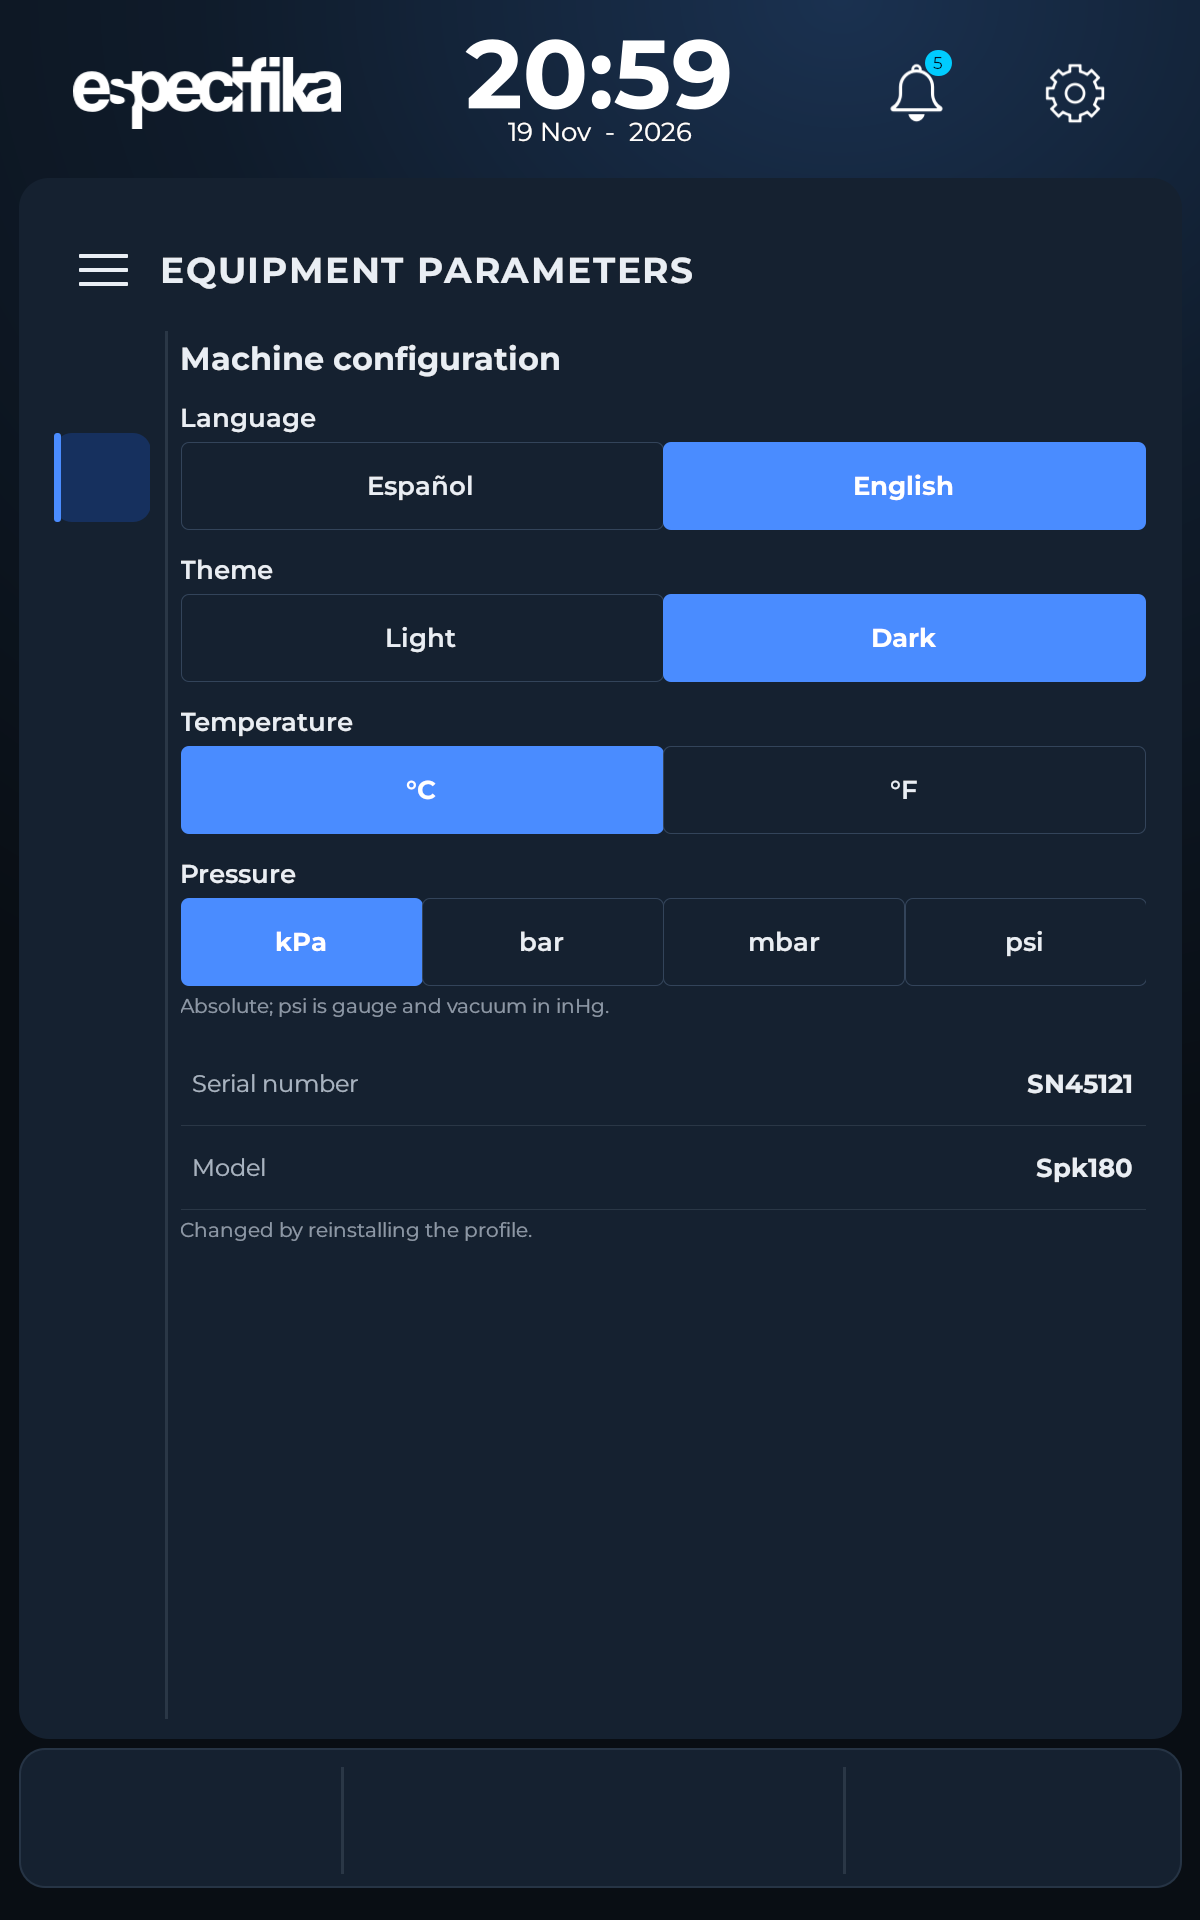 especifika
20:59
19 Nov - 2026
5
EQUIPMENT PARAMETERS
Machine configuration
Language
Español
English
Theme
Light
Dark
Temperature
°C
°F
Pressure
kPa
bar
mbar
psi
Absolute; psi is gauge and vacuum in inHg.
Serial number
SN45121
Model
Spk180
Changed by reinstalling the profile.